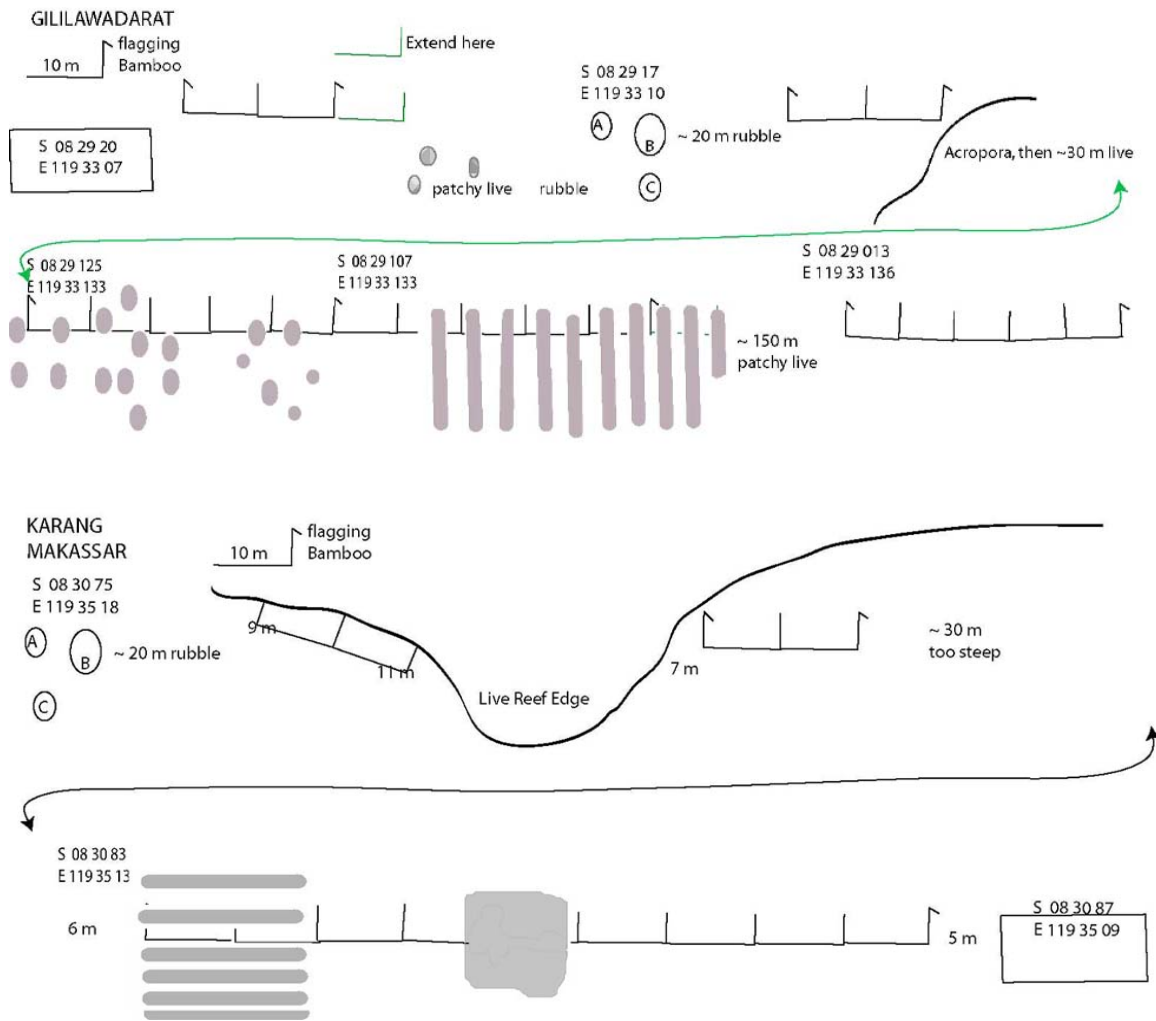 GILILAWADARAT
flagging
Bamboo
10 m
Extend here
S 08 29 20
E 119 33 07
patchy live rubble
S 08 29 17
E 119 33 10
A
B
~ 20 m rubble
C
Acropora, then ~30 m live
S 08 29 125
E 119 33 133
S 08 29 107
E 119 33 133
~ 150 m
patchy live
S 08 29 013
E 119 33 136
KARANG
MAKASSAR
flagging
Bamboo
10 m
S 08 30 75
E 119 35 18
A
B
~ 20 m rubble
C
9 m
11 m
Live Reef Edge
7 m
~ 30 m
too steep
S 08 30 83
E 119 35 13
6 m
5 m
S 08 30 87
E 119 35 09